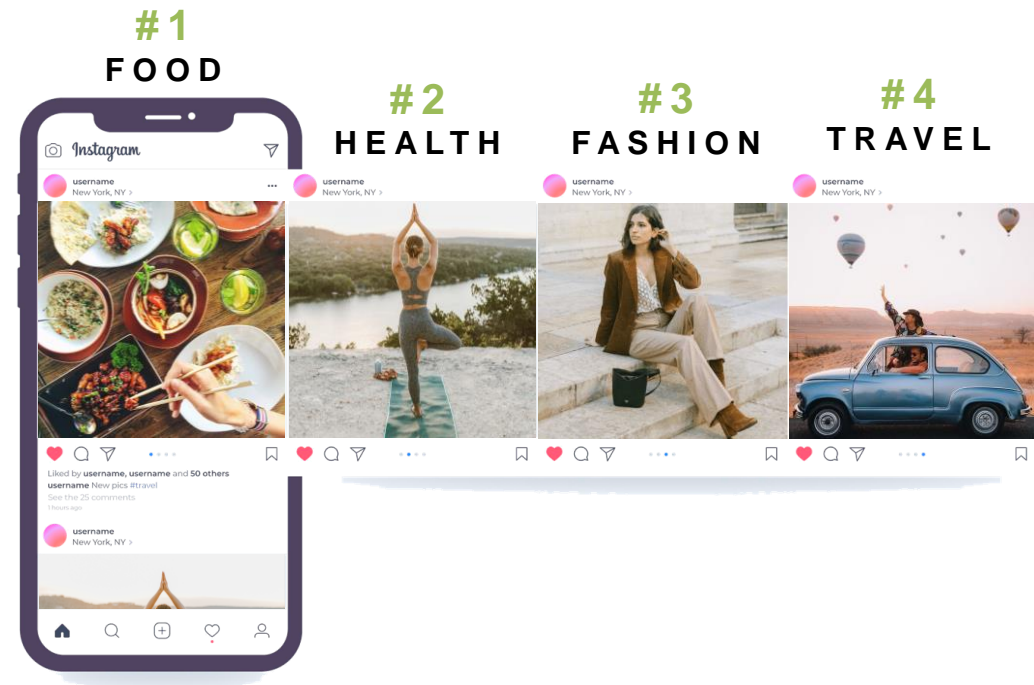 #1
FOOD
#2
HEALTH
#3
FASHION
#4
TRAVEL
Instagram
username
New York, NY >
username
New York, NY >
username
New York, NY >
username
New York, NY >
Liked by username, username and 50 others
username New pics #travel
See the 25 comments
1 hours ago
username
New York, NY >